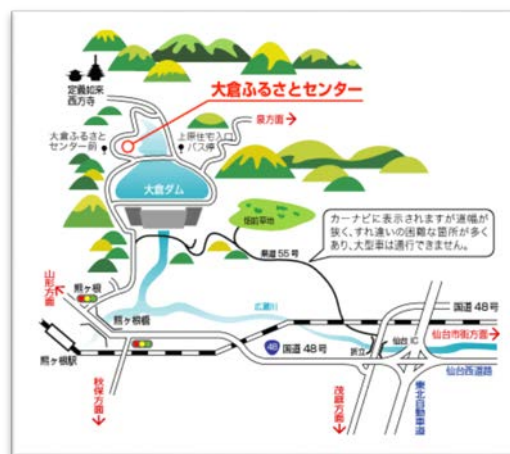 定義如来
西方寺
大倉ふるさとセンター
大倉ふるさと
センター前
上原住宅入口
バス停
泉方面
大倉ダム
カーナビに表示されますが道幅が
狭く、すれ違いの困難な箇所が多く
あり、大型車は通行できません。
県道55号
山形方面
熊ヶ根
広瀬川
国道48号
熊ヶ根橋
仙台市街方面
仙台IC
折立
48
国道48号
熊ヶ根駅
仙台西道路
秋保方面
茂庭方面
東北自動車道